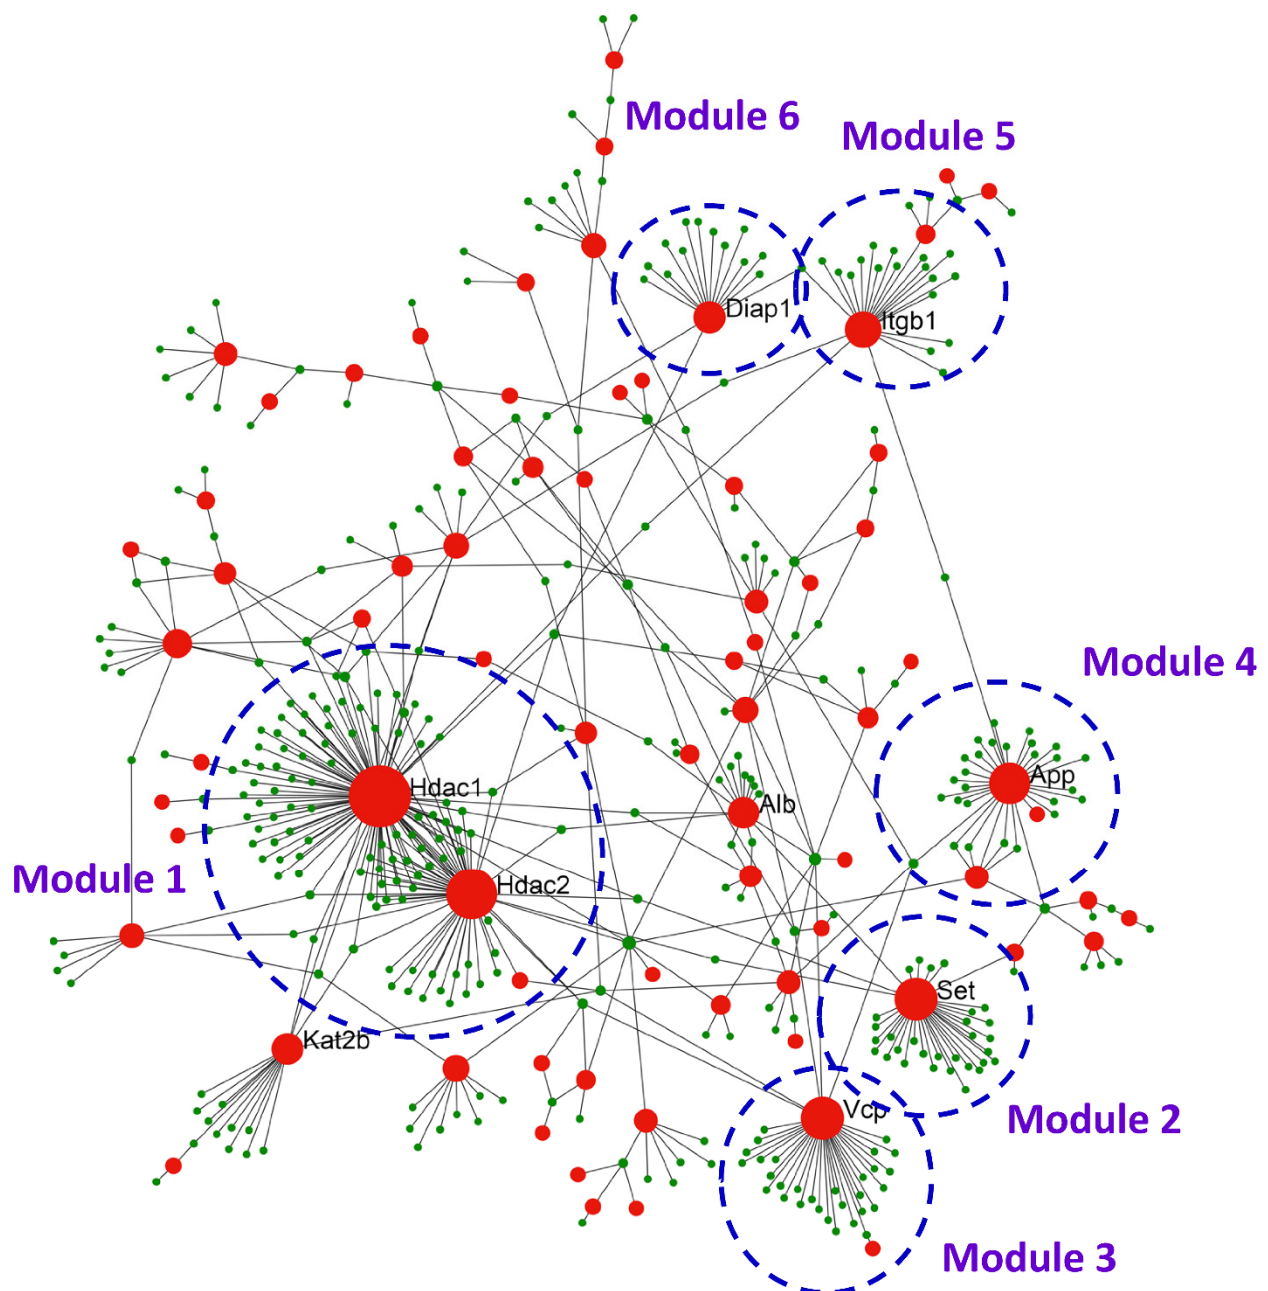 Module 6
Module 5
Diap1
Itgb1
Module 4
App
Hdac1
Alb
Module 1
Hdac2
Set
Kat2b
Vcp
Module 2
Module 3